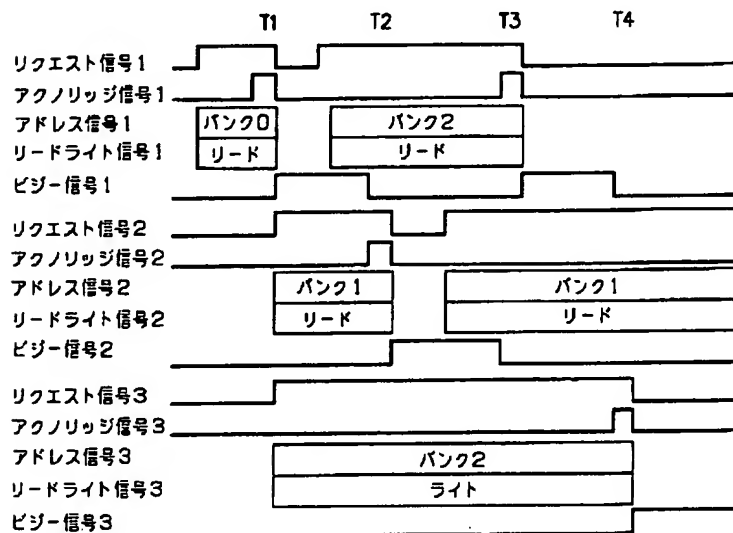 T1 T2 T3 T4
リクエスト信号1
アクノリッジ信号1
アドレス信号1 バンク0 バンク2
リードライト信号1 リード リード
ビジー信号1
リクエスト信号2
アクノリッジ信号2
アドレス信号2 バンク1 バンク1
リードライト信号2 リード リード
ビジー信号2
リクエスト信号3
アクノリッジ信号3
アドレス信号3 バンク2
リードライト信号3 ライト
ビジー信号3